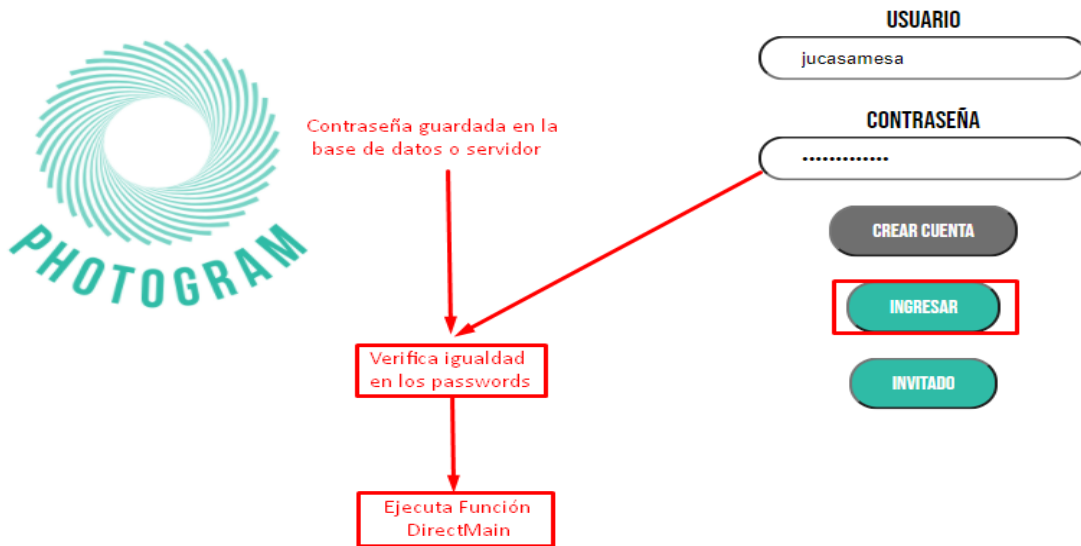 PHOTOGRAM
Contraseña guardada en la
base de datos o servidor
Verifica igualdad
en los passwords
Ejecuta Función
DirectMain
USUARIO
jucasamesa
CONTRASEÑA
•••••••••••••
CREAR CUENTA
INGRESAR
INVITADO